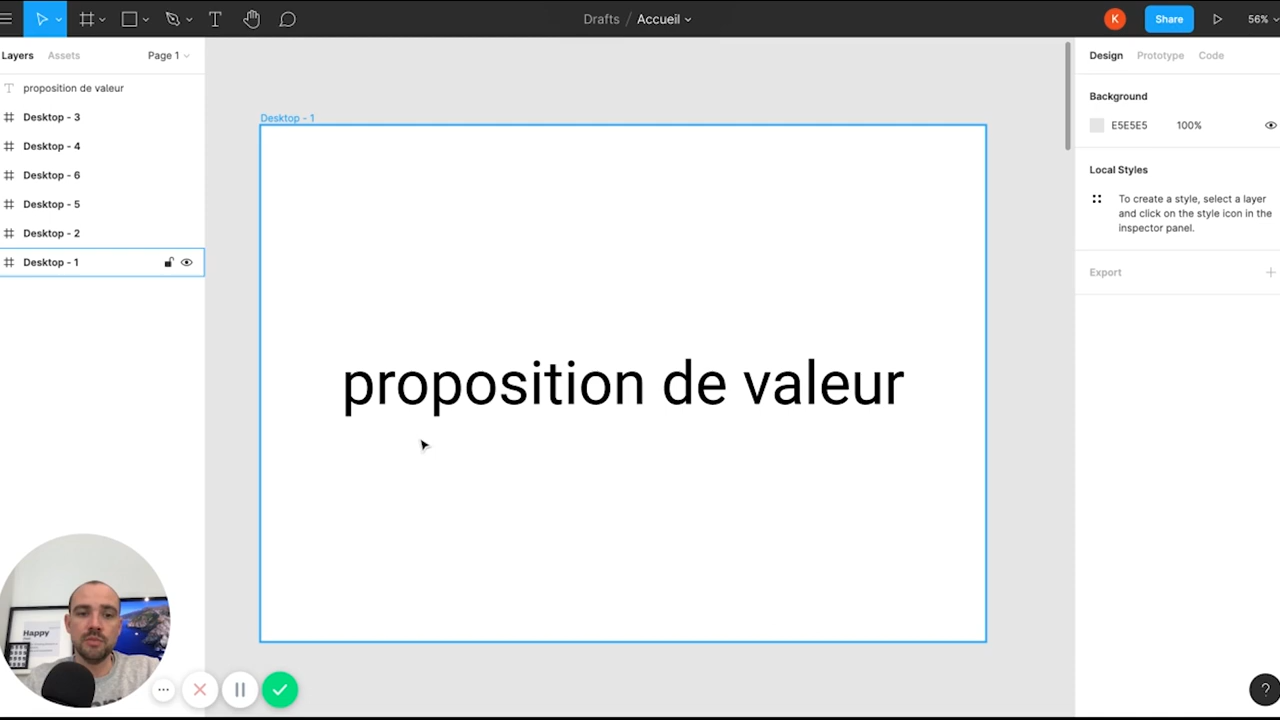 Drafts / Accueil
K
Share
56%
Layers
Assets
Page 1
proposition de valeur
Desktop - 3
Desktop - 4
Desktop - 6
Desktop - 5
Desktop - 2
Desktop - 1
Desktop - 1
proposition de valeur
Design
Prototype
Code
Background
E5E5E5
100%
Local Styles
To create a style, select a layer
and click on the style icon in the
inspector panel.
Export
Happy
?